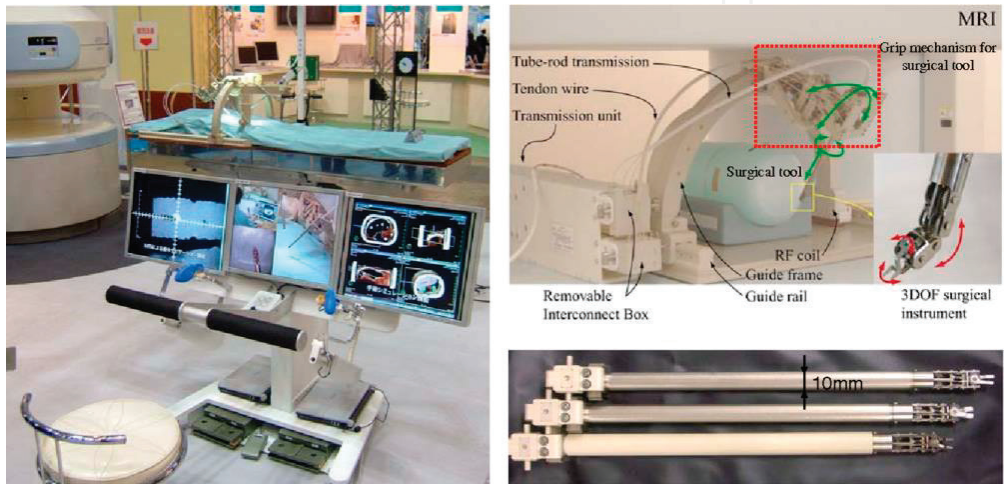 MRI
Grip mechanism for
surgical tool
Tube-rod transmission
Tendon wire
Transmission unit
Surgical tool
RF coil
Guide frame
Guide rail
Removable
Interconnect Box
3DOF surgical
instrument
10mm